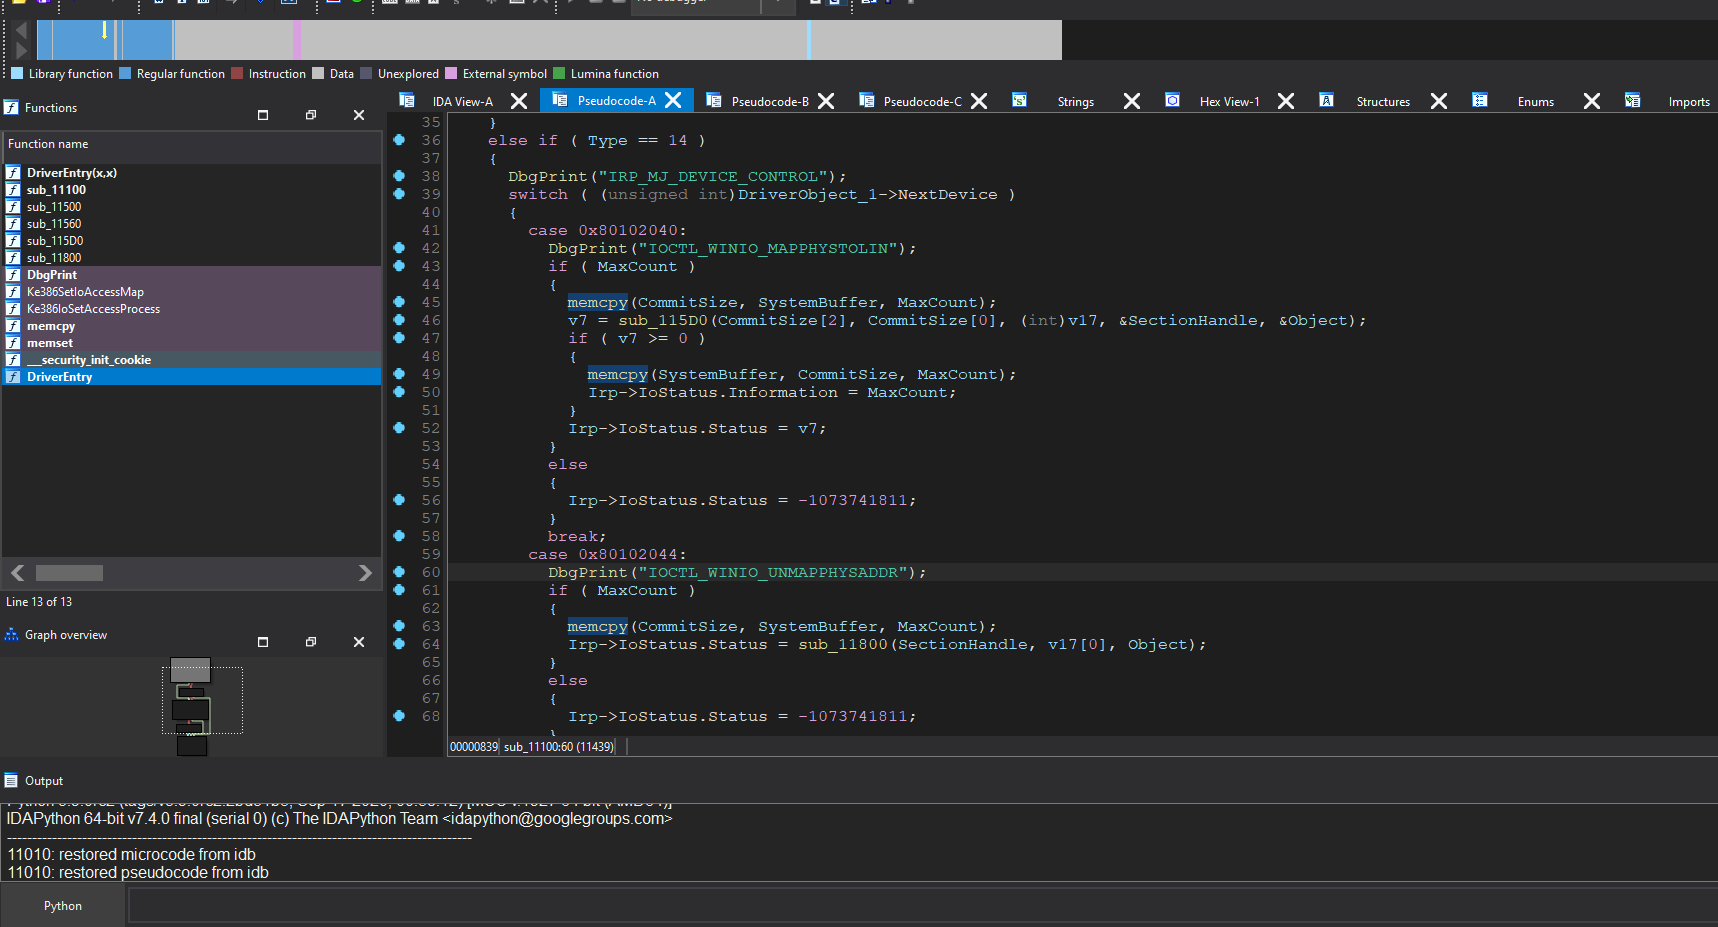 Library function Regular function Instruction Data Unexplored External symbol Lumina function
Functions
IDA View-A Pseudocode-A Pseudocode-B Pseudocode-C Strings Hex View-1 Structures Enums Imports
Function name
DriverEntry(x,x)
sub_11100
sub_11500
sub_11560
sub_115D0
sub_11800
DbgPrint
Ke386SetIoAccessMap
Ke386IoSetAccessProcess
memcpy
memset
__security_init_cookie
DriverEntry
Line 13 of 13
Graph overview
35 }
36 else if ( Type == 14 )
37 {
38 DbgPrint("IRP_MJ_DEVICE_CONTROL");
39 switch ( (unsigned int)DriverObject_1->NextDevice )
40 {
41 case 0x80102040:
42 DbgPrint("IOCTL_WINIO_MAPPHYSTOLIN");
43 if ( MaxCount )
44 {
45 memcpy(CommitSize, SystemBuffer, MaxCount);
46 v7 = sub_115D0(CommitSize[2], CommitSize[0], (int)v17, &SectionHandle, &Object);
47 if ( v7 >= 0 )
48 {
49 memcpy(SystemBuffer, CommitSize, MaxCount);
50 Irp->IoStatus.Information = MaxCount;
51 }
52 Irp->IoStatus.Status = v7;
53 }
54 else
55 {
56 Irp->IoStatus.Status = -1073741811;
57 }
58 break;
59 case 0x80102044:
60 DbgPrint("IOCTL_WINIO_UNMAPPHYSADDR");
61 if ( MaxCount )
62 {
63 memcpy(CommitSize, SystemBuffer, MaxCount);
64 Irp->IoStatus.Status = sub_11800(SectionHandle, v17[0], Object);
65 }
66 else
67 {
68 Irp->IoStatus.Status = -1073741811;
00000839 sub_11100:60 (11439)
Output
IDAPython 64-bit v7.4.0 final (serial 0) (c) The IDAPython Team <idapython@googlegroups.com>
11010: restored microcode from idb
11010: restored pseudocode from idb
Python